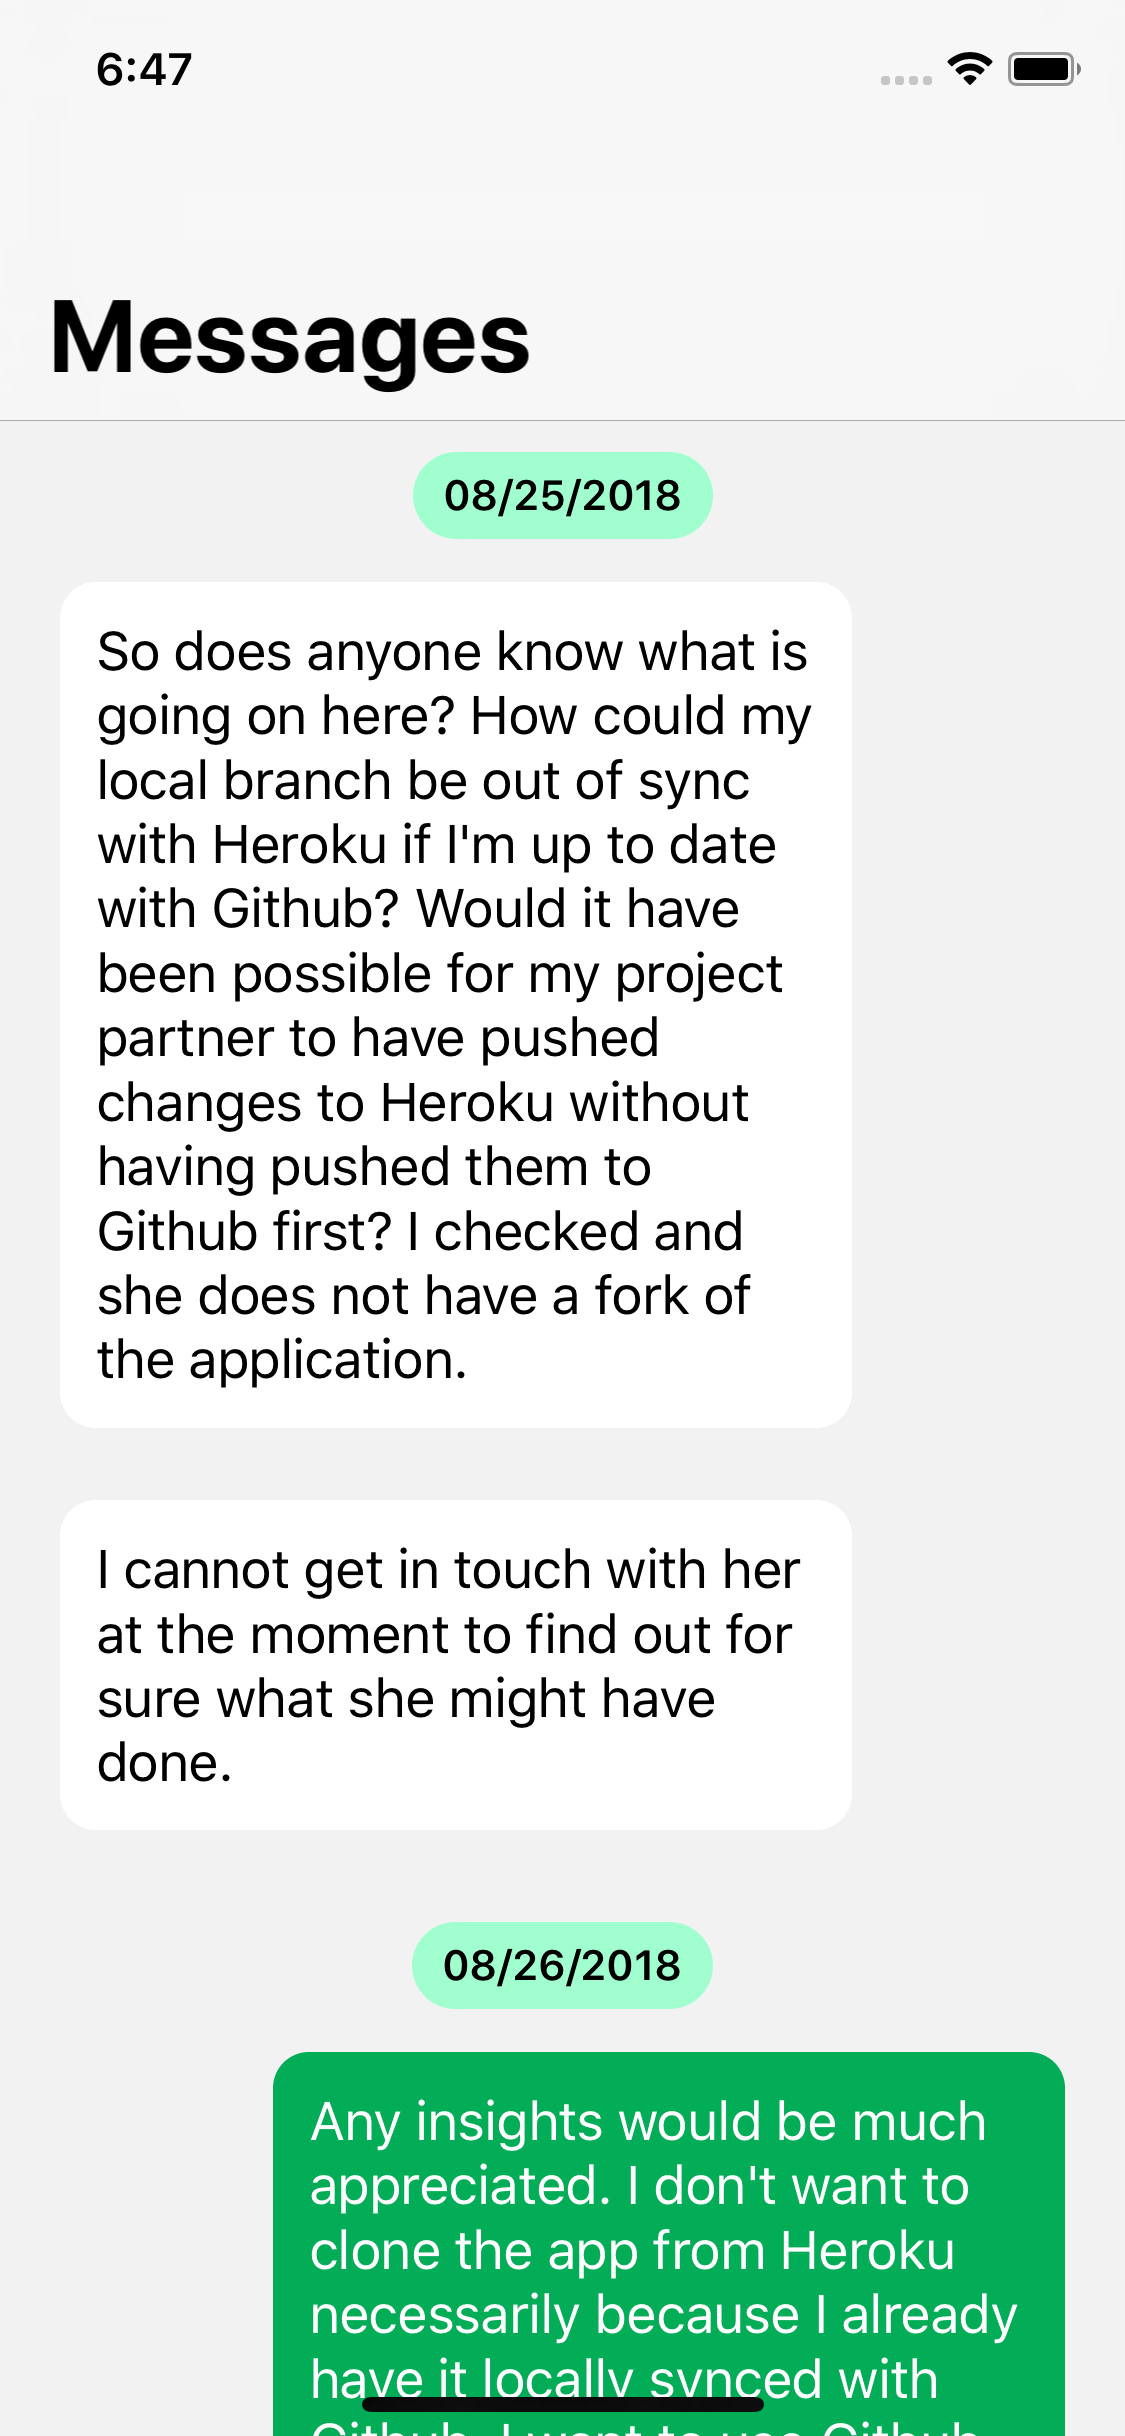 6:47
Messages
08/25/2018
So does anyone know what is
going on here? How could my
local branch be out of sync
with Heroku if I'm up to date
with Github? Would it have
been possible for my project
partner to have pushed
changes to Heroku without
having pushed them to
Github first? I checked and
she does not have a fork of
the application.
I cannot get in touch with her
at the moment to find out for
sure what she might have
done.
08/26/2018
Any insights would be much
appreciated. I don't want to
clone the app from Heroku
necessarily because I already
have it locally synced with
Github. I want to use Github